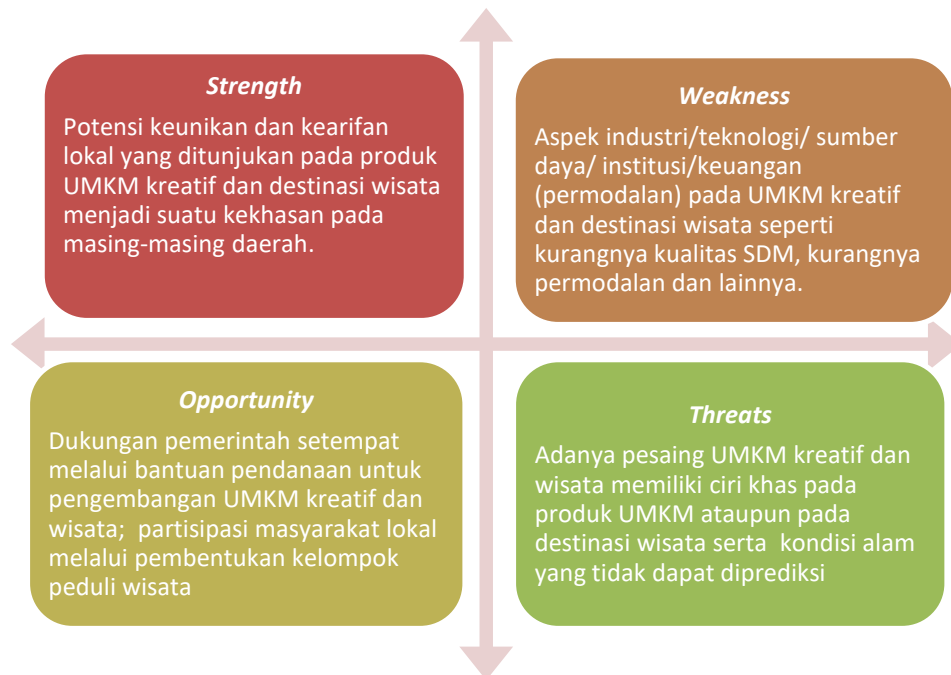 Strength
Potensi keunikan dan kearifan
lokal yang ditunjukan pada produk
UMKM kreatif dan destinasi wisata
menjadi suatu kekhasan pada
masing-masing daerah.
Weakness
Aspek industri/teknologi/ sumber
daya/ institusi/keuangan
(permodalan) pada UMKM kreatif
dan destinasi wisata seperti
kurangnya kualitas SDM, kurangnya
permodalan dan lainnya.
Opportunity
Dukungan pemerintah setempat
melalui bantuan pendanaan untuk
pengembangan UMKM kreatif dan
wisata; partisipasi masyarakat lokal
melalui pembentukan kelompok
peduli wisata
Threats
Adanya pesaing UMKM kreatif dan
wisata memiliki ciri khas pada
produk UMKM ataupun pada
destinasi wisata serta kondisi alam
yang tidak dapat diprediksi